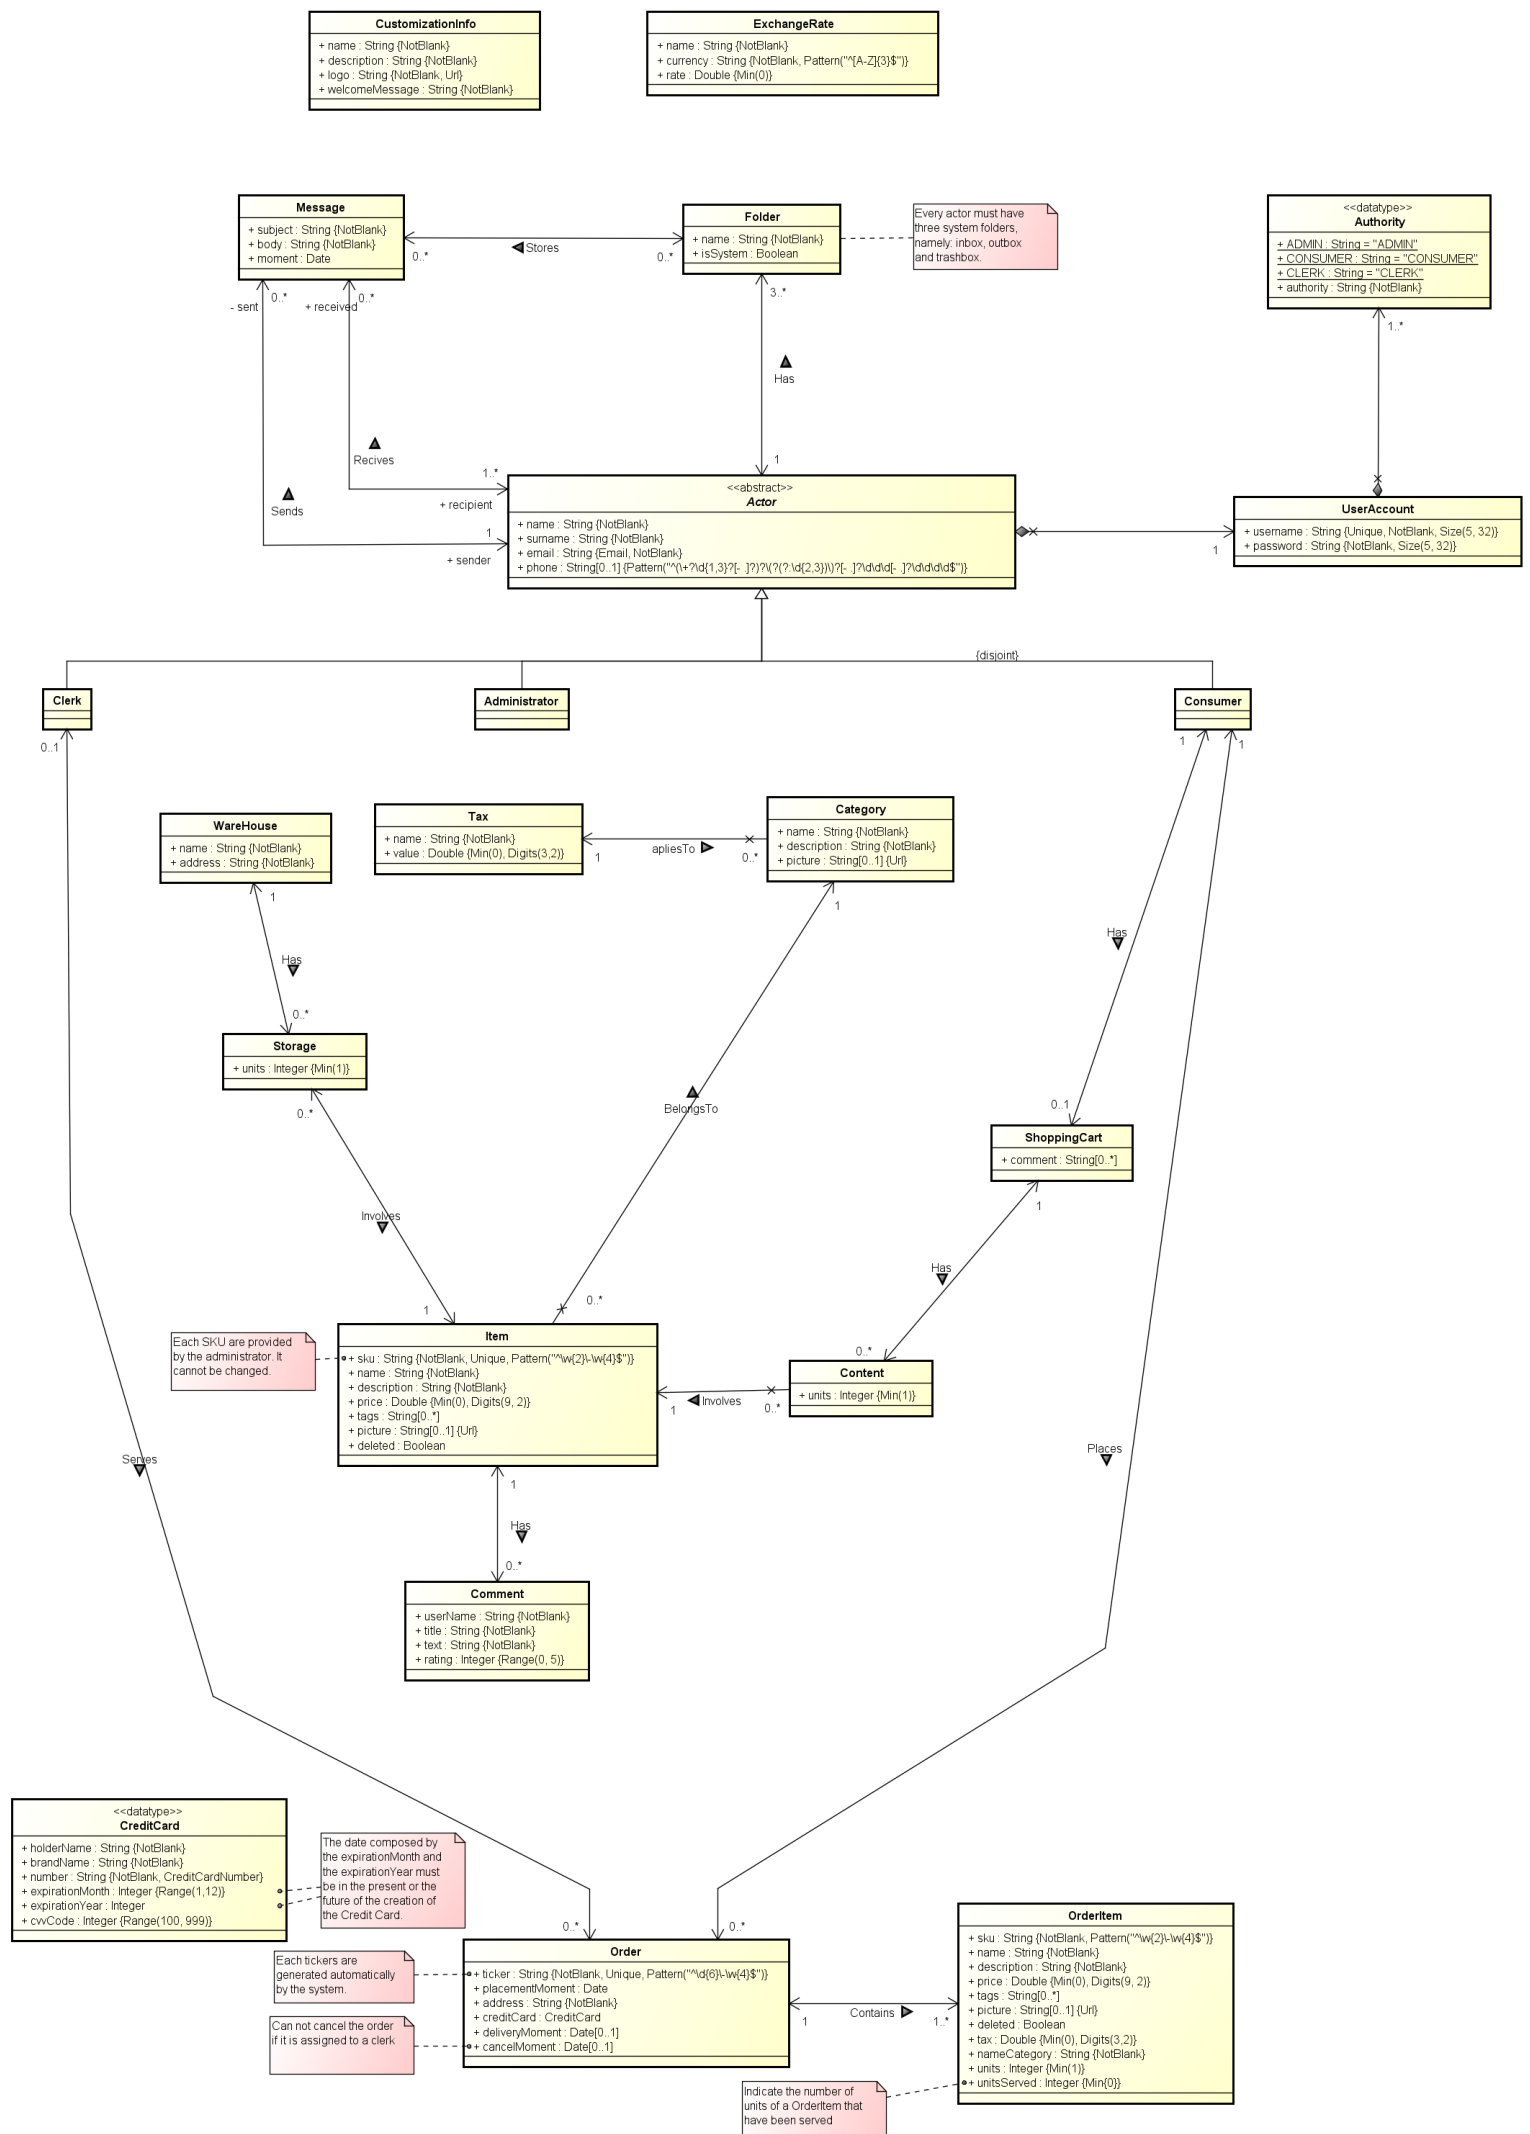 CustomizationInfo
+ name : String {NotBlank}
+ description : String {NotBlank}
+ logo : String {NotBlank, Url}
+ welcomeMessage : String {NotBlank}
ExchangeRate
+ name : String {NotBlank}
+ currency : String {NotBlank, Pattern("^[A-Z]{3}$")}
+ rate : Double {Min(0)}
Message
+ subject : String {NotBlank}
+ body : String {NotBlank}
+ moment : Date
Folder
+ name : String {NotBlank}
+ isSystem : Boolean
Every actor must have
three system folders,
namely: inbox, outbox
and trashbox.
<<datatype>>
Authority
+ ADMIN : String = "ADMIN"
+ CONSUMER : String = "CONSUMER"
+ CLERK : String = "CLERK"
+ authority : String {NotBlank}
0..*
Stores
0..*
- sent
0..*
+ received
0..*
3..*
1..*
Has
Recives
Sends
1..*
+ recipient
1
1
+ sender
<<abstract>>
Actor
+ name : String {NotBlank}
+ surname : String {NotBlank}
+ email : String {Email, NotBlank}
+ phone : String[0..1] {Pattern("^(\+?\d{1,3}?[- .]?)?\(?(?:\d{2,3})\)?[- .]?\d\d\d[- .]?\d\d\d\d$")}
1
UserAccount
+ username : String {Unique, NotBlank, Size(5, 32)}
+ password : String {NotBlank, Size(5, 32)}
{disjoint}
Clerk
Administrator
Consumer
0..1
1
1
WareHouse
+ name : String {NotBlank}
+ address : String {NotBlank}
Tax
+ name : String {NotBlank}
+ value : Double {Min(0), Digits(3,2)}
1
apliesTo
0..*
Category
+ name : String {NotBlank}
+ description : String {NotBlank}
+ picture : String[0..1] {Url}
1
1
Has
Has
0..*
Storage
+ units : Integer {Min(1)}
0..*
BelongsTo
0..1
ShoppingCart
+ comment : String[0..*]
1
Involves
Has
1
0..*
0..*
Each SKU are provided
by the administrator. It
cannot be changed.
Item
+ sku : String {NotBlank, Unique, Pattern("^\w{2}\-\w{4}$")}
+ name : String {NotBlank}
+ description : String {NotBlank}
+ price : Double {Min(0), Digits(9, 2)}
+ tags : String[0..*]
+ picture : String[0..1] {Url}
+ deleted : Boolean
1
Involves
0..*
Content
+ units : Integer {Min(1)}
Serves
Places
1
Has
0..*
Comment
+ userName : String {NotBlank}
+ title : String {NotBlank}
+ text : String {NotBlank}
+ rating : Integer {Range(0, 5)}
<<datatype>>
CreditCard
+ holderName : String {NotBlank}
+ brandName : String {NotBlank}
+ number : String {NotBlank, CreditCardNumber}
+ expirationMonth : Integer {Range(1,12)}
+ expirationYear : Integer
+ cvvCode : Integer {Range(100, 999)}
The date composed by
the expirationMonth and
the expirationYear must
be in the present or the
future of the creation of
the Credit Card.
0..*
0..*
Each tickers are
generated automatically
by the system.
Can not cancel the order
if it is assigned to a clerk
Order
+ ticker : String {NotBlank, Unique, Pattern("^\d{6}\-\w{4}$")}
+ placementMoment : Date
+ address : String {NotBlank}
+ creditCard : CreditCard
+ deliveryMoment : Date[0..1]
+ cancelMoment : Date[0..1]
1
Contains
1..*
OrderItem
+ sku : String {NotBlank, Pattern("^\w{2}\-\w{4}$")}
+ name : String {NotBlank}
+ description : String {NotBlank}
+ price : Double {Min(0), Digits(9, 2)}
+ tags : String[0..*]
+ picture : String[0..1] {Url}
+ deleted : Boolean
+ tax : Double {Min(0), Digits(3,2)}
+ nameCategory : String {NotBlank}
+ units : Integer {Min(1)}
+ unitsServed : Integer {Min{0}}
Indicate the number of
units of a OrderItem that
have been served